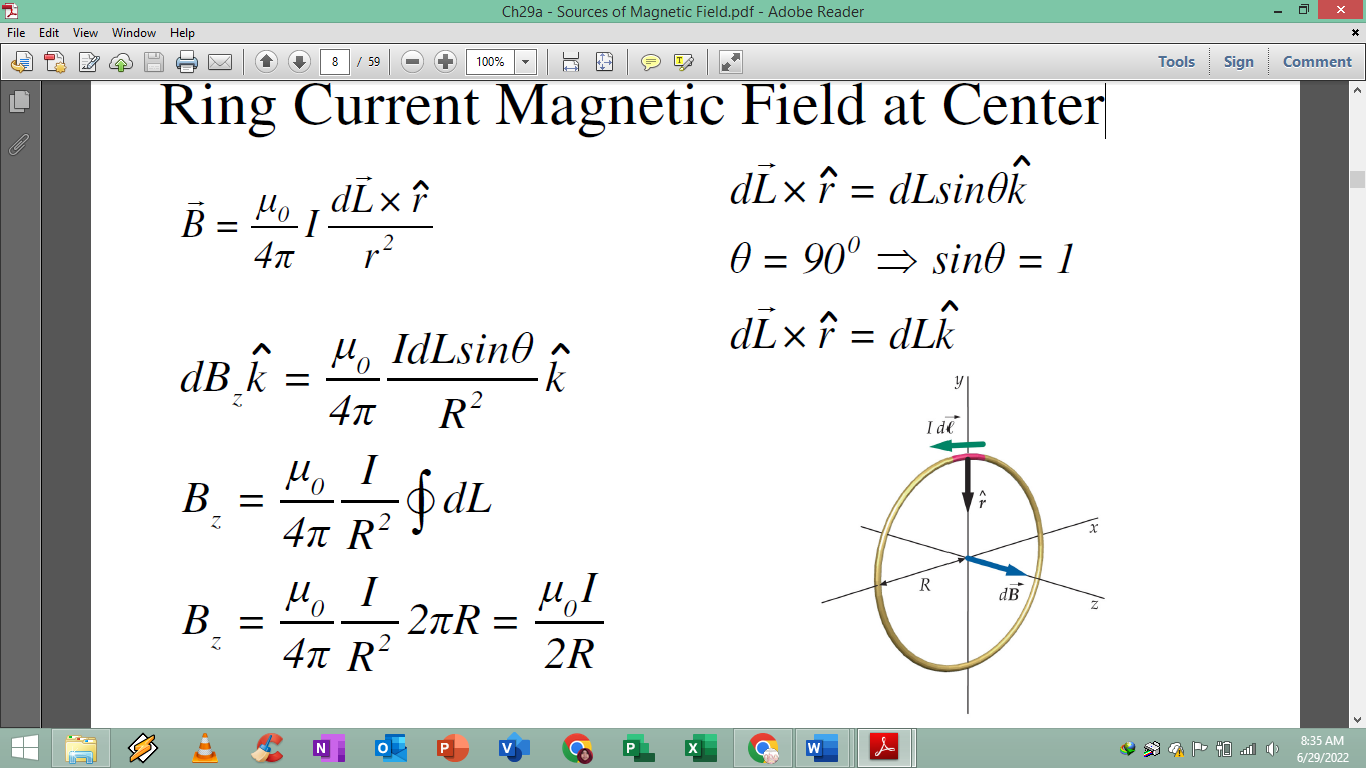 Ch29a - Sources of Magnetic Field.pdf - Adobe Reader
File Edit View Window Help
8 / 59 100% Tools Sign Comment
Ring Current Magnetic Field at Center
B⃗ = μ₀/4π I dL⃗ × r̂ / r²
dB_z k̂ = μ₀/4π IdLsinθ/R² k̂
B_z = μ₀/4π I/R² ∮dL
B_z = μ₀/4π I/R² 2πR = μ₀I/2R
dL⃗ × r̂ = dLsinθk̂
θ = 90⁰ ⇒ sinθ = 1
dL⃗ × r̂ = dLk̂
y
I dℓ⃗
r̂
x
R
dB⃗
z
8:35 AM
6/29/2022